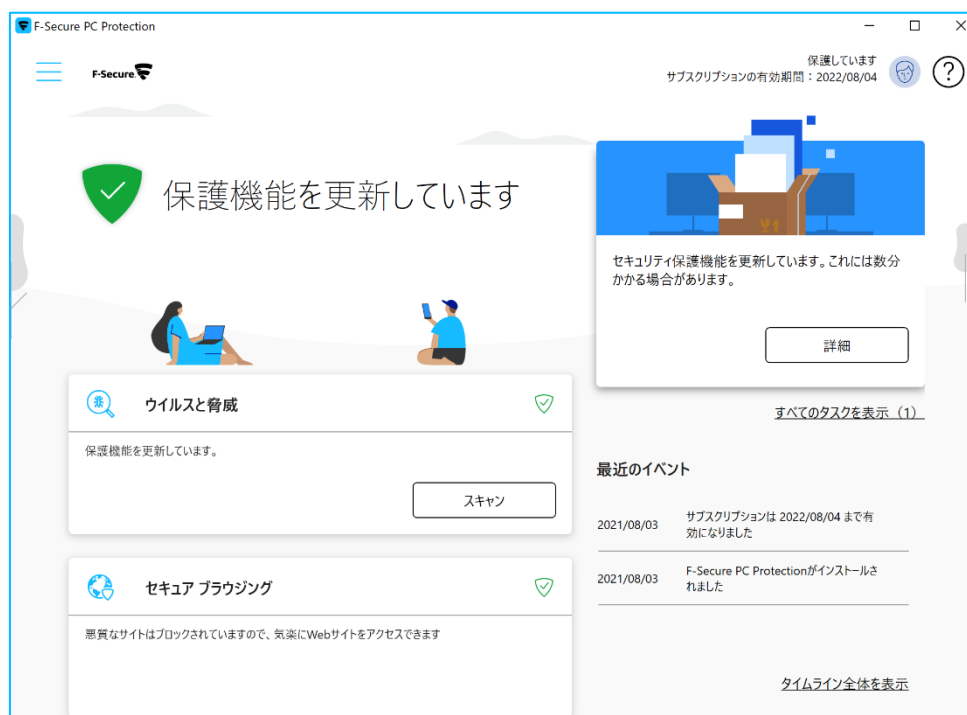 F-Secure PC Protection
F-Secure
保護しています
サブスクリプションの有効期間：2022/08/04
保護機能を更新しています
セキュリティ保護機能を更新しています。これには数分
かかる場合があります。
詳細
すべてのタスクを表示（1）
ウイルスと脅威
保護機能を更新しています。
スキャン
最近のイベント
2021/08/03
サブスクリプションは 2022/08/04 まで有
効になりました
2021/08/03
F-Secure PC Protectionがインストールさ
れました
セキュア ブラウジング
悪質なサイトはブロックされていますので、気楽にWebサイトをアクセスできます
タイムライン全体を表示